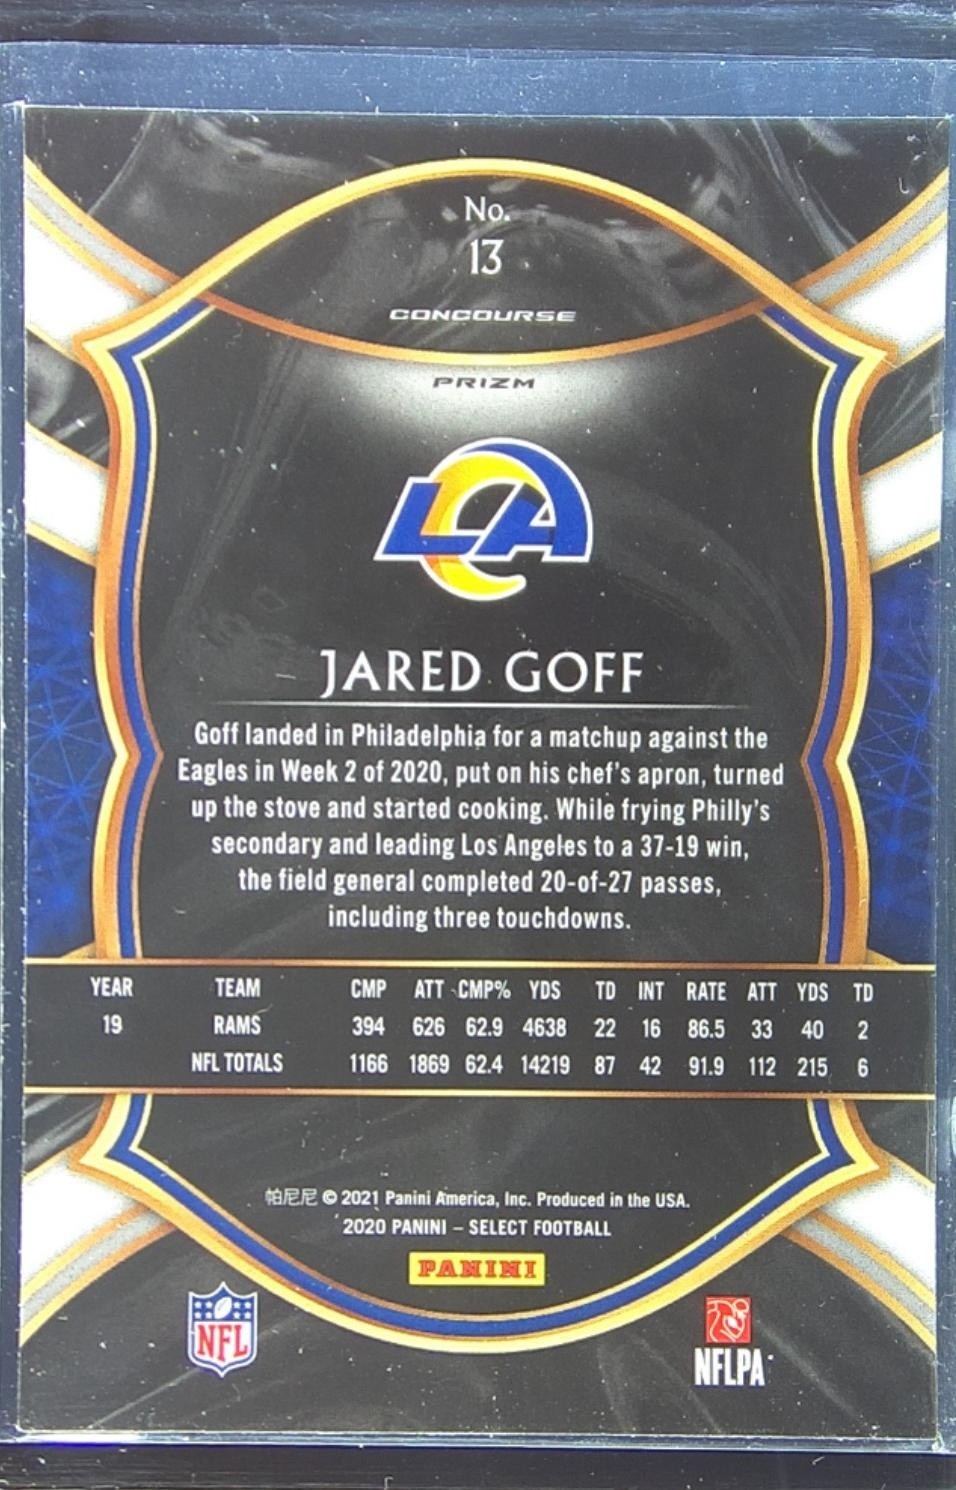 No.
13
CONCOURSE
PRIZM
LA
JARED GOFF
Goff landed in Philadelphia for a matchup against the
Eagles in Week 2 of 2020, put on his chef's apron, turned
up the stove and started cooking. While frying Philly's
secondary and leading Los Angeles to a 37-19 win,
the field general completed 20-of-27 passes,
including three touchdowns.
YEAR TEAM CMP ATT CMP% YDS TD INT RATE ATT YDS TD
19 RAMS 394 626 62.9 4638 22 16 86.5 33 40 2
NFL TOTALS 1166 1869 62.4 14219 87 42 91.9 112 215 6
帕尼尼 © 2021 Panini America, Inc. Produced in the USA.
2020 PANINI – SELECT FOOTBALL
PANINI
NFL
NFLPA